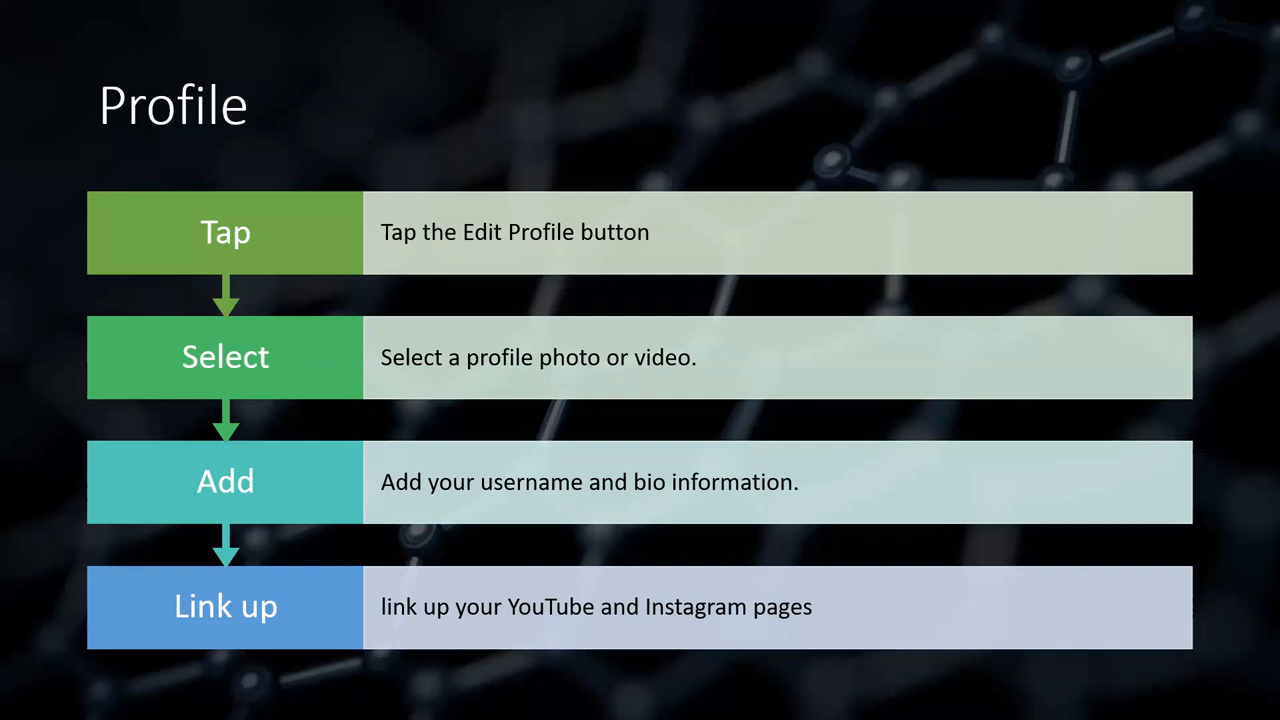 Profile
Tap
Tap the Edit Profile button
Select
Select a profile photo or video.
Add
Add your username and bio information.
Link up
link up your YouTube and Instagram pages